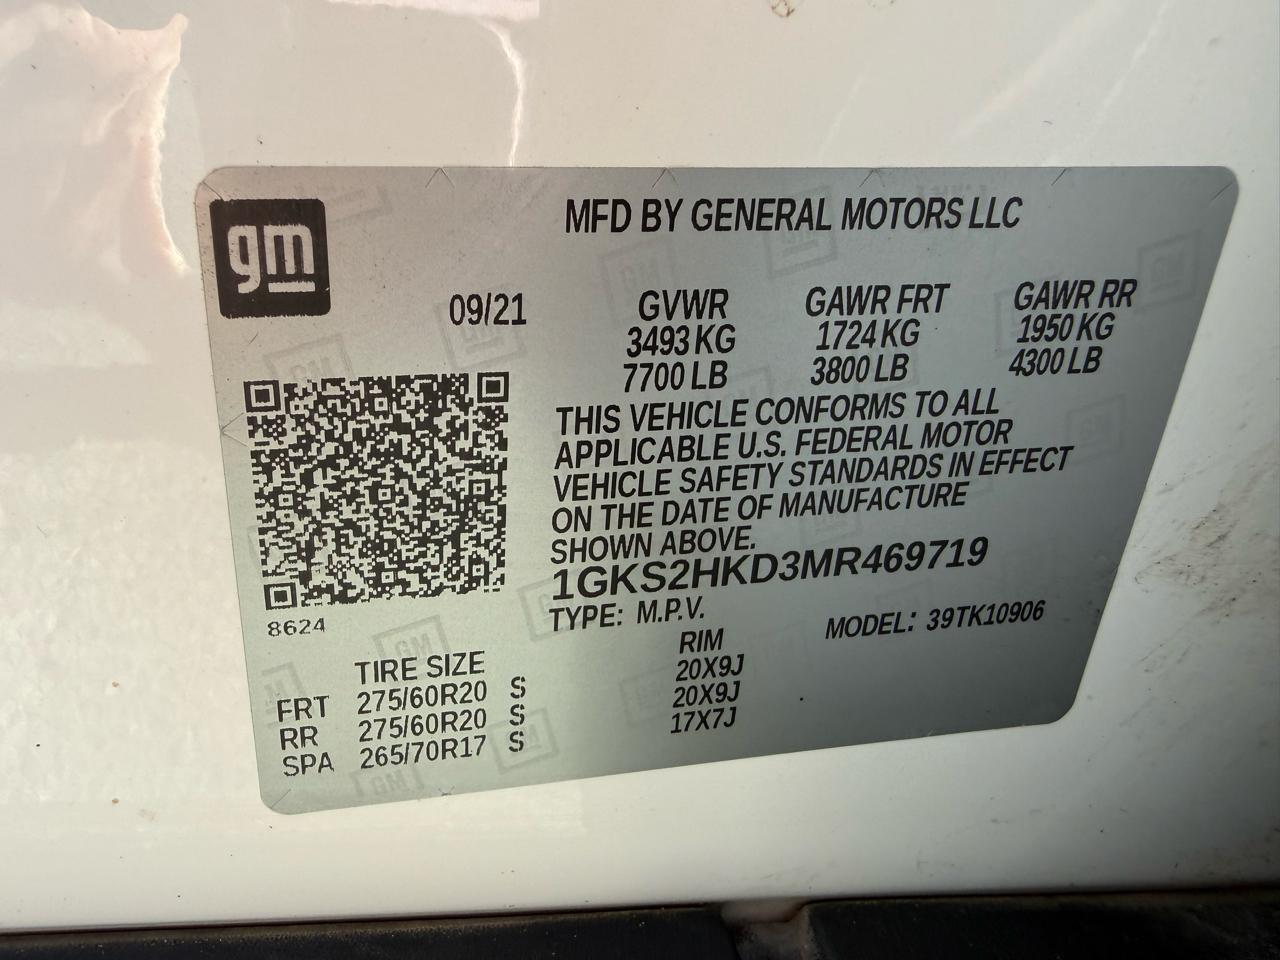 gm
MFD BY GENERAL MOTORS LLC
09/21 GVWR GAWR FRT GAWR RR
3493 KG 1724 KG 1950 KG
7700 LB 3800 LB 4300 LB
THIS VEHICLE CONFORMS TO ALL
APPLICABLE U.S. FEDERAL MOTOR
VEHICLE SAFETY STANDARDS IN EFFECT
ON THE DATE OF MANUFACTURE
SHOWN ABOVE.
1GKS2HKD3MR469719
TYPE: M.P.V. MODEL: 39TK10906
8624
TIRE SIZE RIM
FRT 275/60R20 S 20X9J
RR 275/60R20 S 20X9J
SPA 265/70R17 S 17X7J